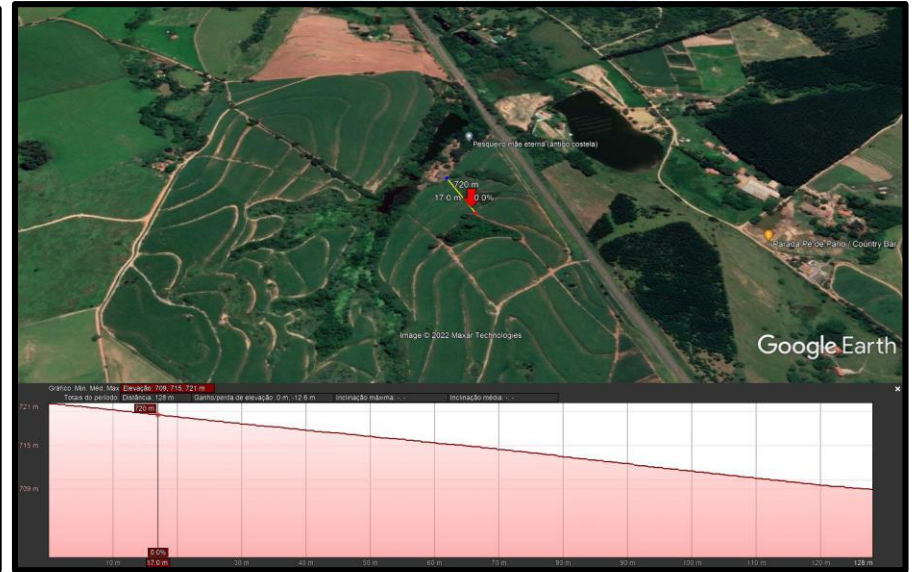 Pesqueiro mãe eterna (antigo costela)
720 m
17.0 m 0.0%
Parada Pé de Pano / Country Bar
Image © 2022 Maxar Technologies
Google Earth
Gráfico: Mín, Méd, Máx Elevação: 709, 715, 721 m
Totais do período: Distância: 128 m Ganho/perda de elevação: 0 m, -12.6 m Inclinação máxima: -, - Inclinação média: -, -
721 m
720 m
715 m
709 m
0.0%
10 m 17.0 m 30 m 40 m 50 m 60 m 70 m 80 m 90 m 100 m 110 m 120 m 128 m